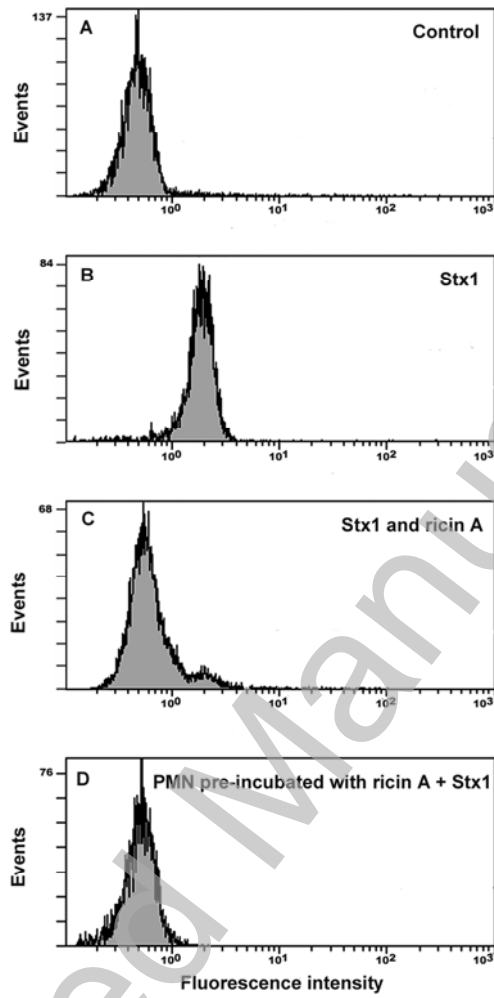 137
A
Control
Events
10⁰ 10¹ 10² 10³
84
B
Stx1
Events
10⁰ 10¹ 10² 10³
68
C
Stx1 and ricin A
Events
10⁰ 10¹ 10² 10³
76
D
PMN pre-incubated with ricin A + Stx1
Events
10⁰ 10¹ 10² 10³
Fluorescence intensity